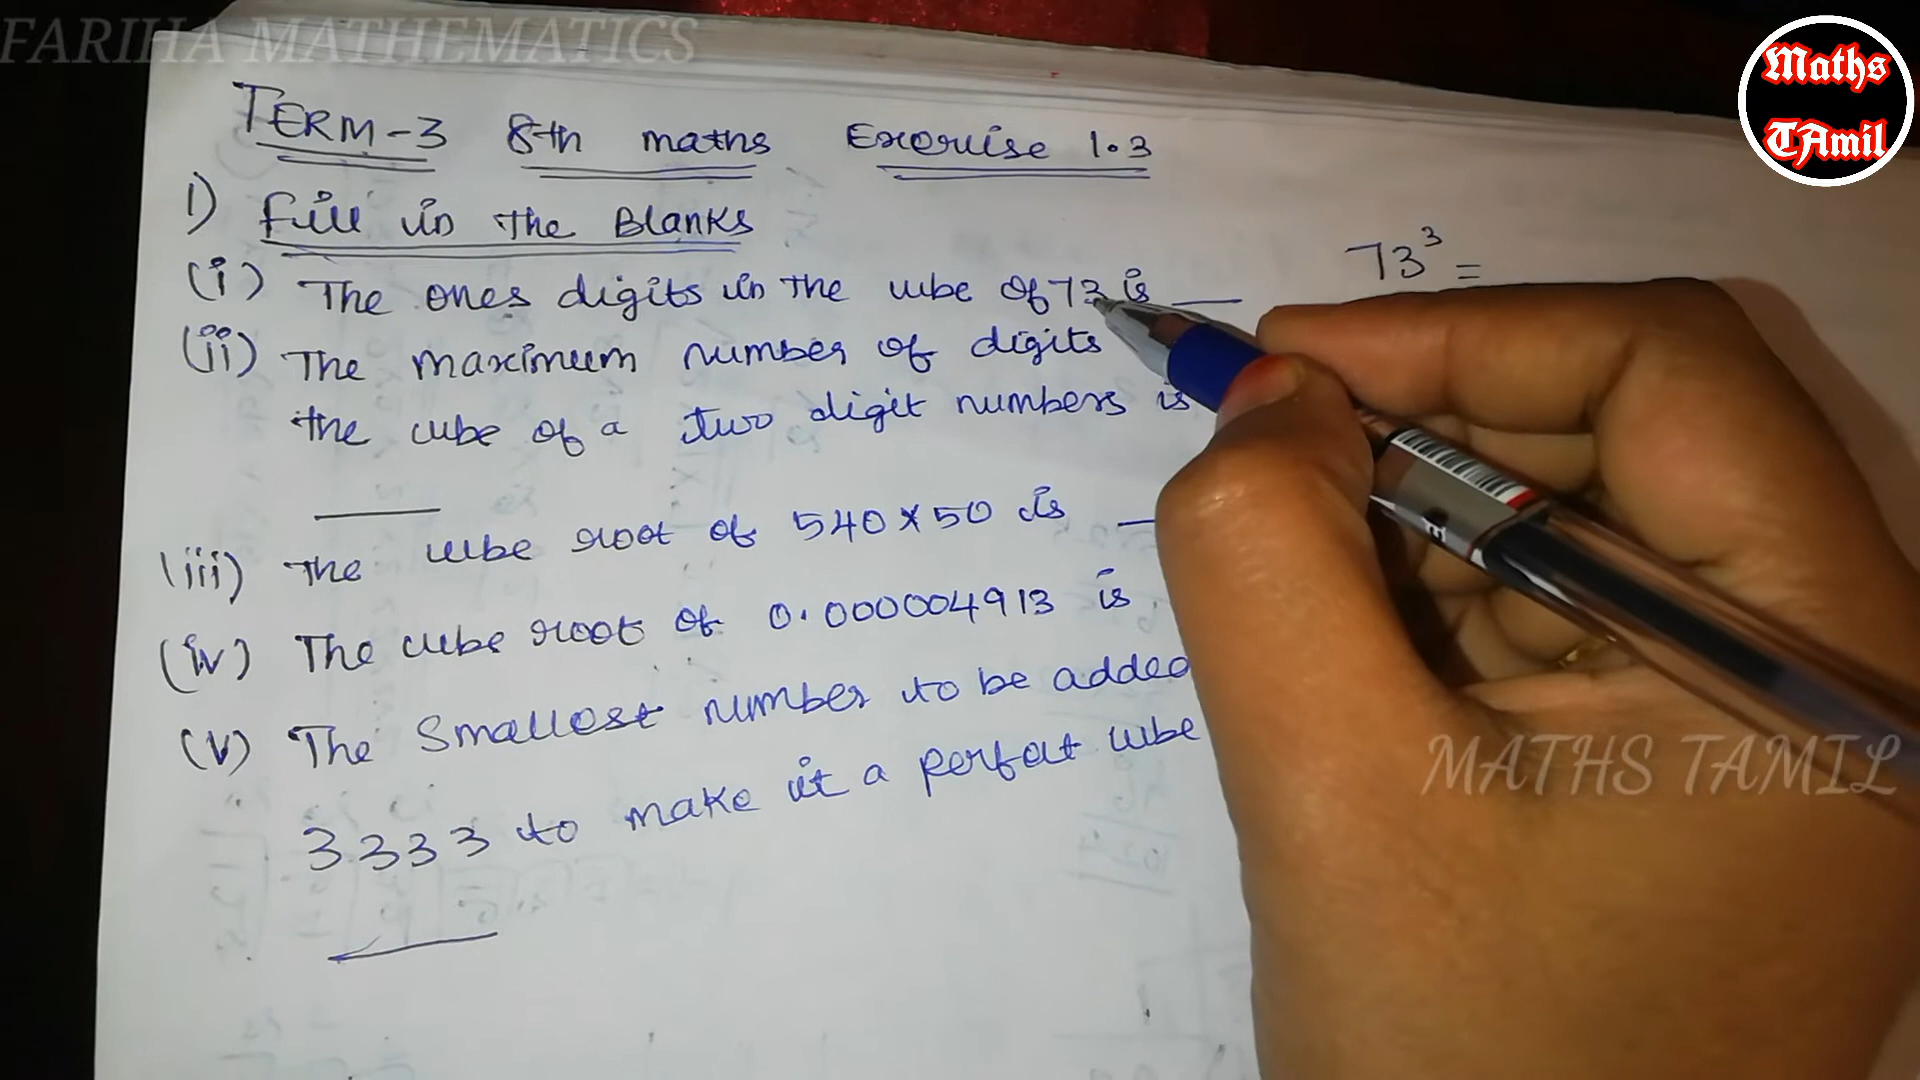 FARIHA MATHEMATICS
Maths
TAmil
TERM-3 8th maths Exercise 1.3
1) Fill in the Blanks
(i) The ones digits in the cube of 73 is ___
73³ =
(ii) The maximum number of digits
the cube of a two digit numbers is
___
(iii) The cube root of 540×50 is __
(iv) The cube root of 0.000004913 is
(v) The Smallest number to be added
3333 to make it a perfect cube
MATHS TAMIL